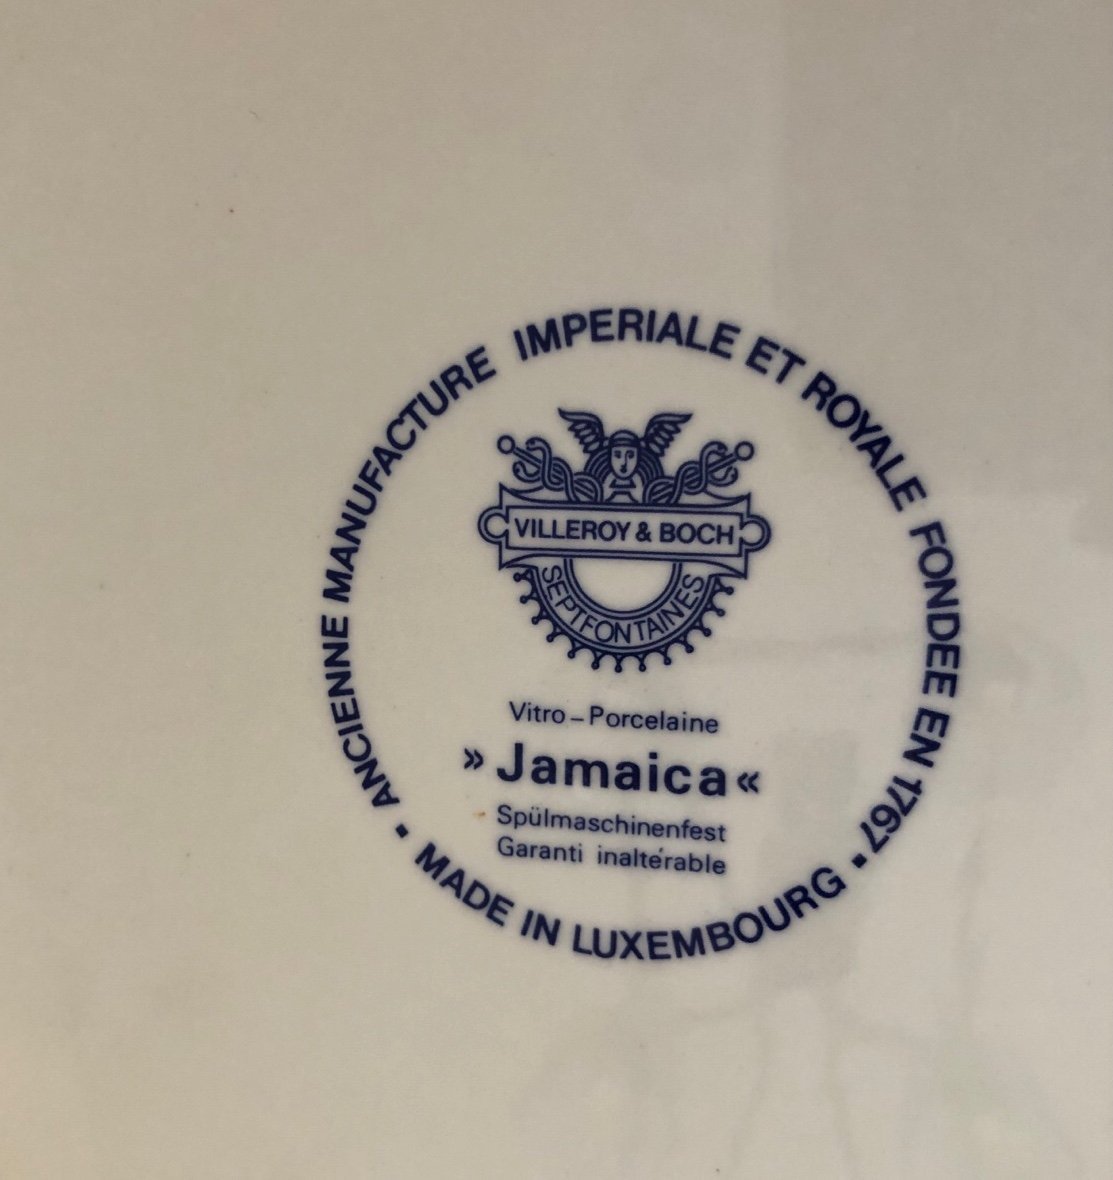 ANCIENNE MANUFACTURE IMPERIALE ET ROYALE FONDEE EN 1767
VILLEROY & BOCH
SEPTFONTAINES
Vitro – Porcelaine
» Jamaica «
Spülmaschinenfest
Garanti inaltérable
• MADE IN LUXEMBOURG •